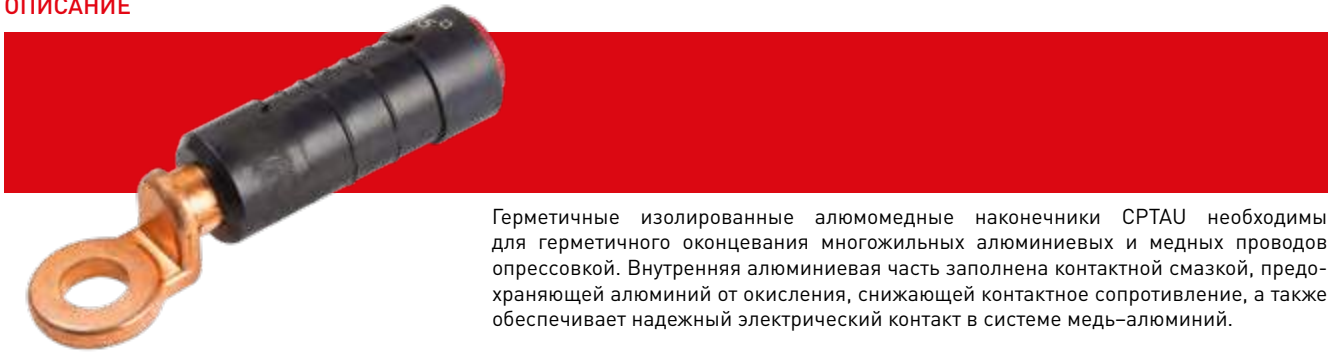 ОПИСАНИЕ
Герметичные изолированные алюмомедные наконечники CPTAU необходимы
для герметичного оконцевания многожильных алюминиевых и медных проводов
опрессовкой. Внутренняя алюминиевая часть заполнена контактной смазкой, предо-
храняющей алюминий от окисления, снижающей контактное сопротивление, а также
обеспечивает надежный электрический контакт в системе медь–алюминий.